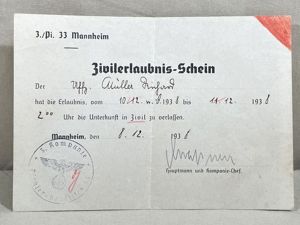 3./Pi. 33 Mannheim
Zivilerlaubnis-Schein
Der Uffz. Müller Richard
hat die Erlaubnis, vom 10/12. 1938 bis 11.12. 1938
2 00 Uhr die Unterkunft in Zivil zu verlassen.
Mannheim, den 8.12. 1938
3. Kompanie
Hauptmann und Kompanie-Chef.